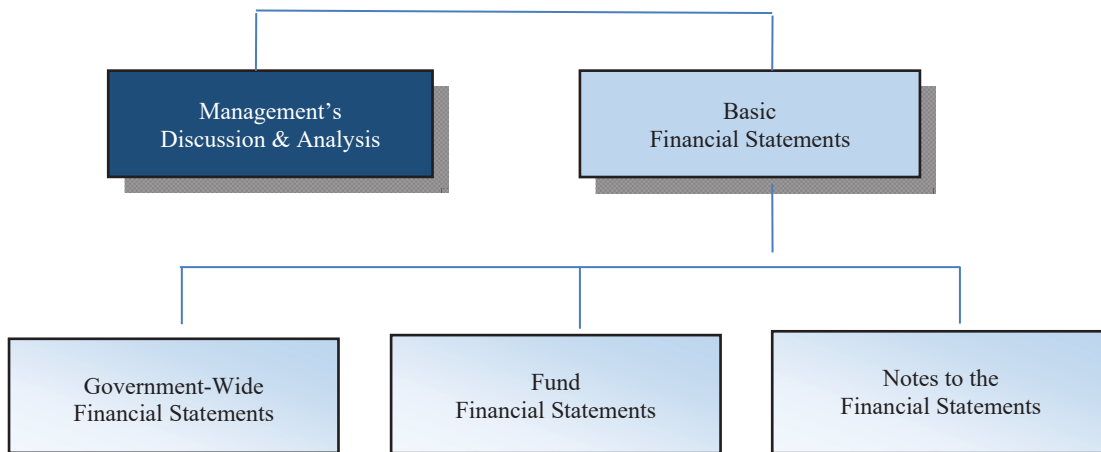 Management’s
Discussion & Analysis
Basic
Financial Statements
Government-Wide
Financial Statements
Fund
Financial Statements
Notes to the
Financial Statements